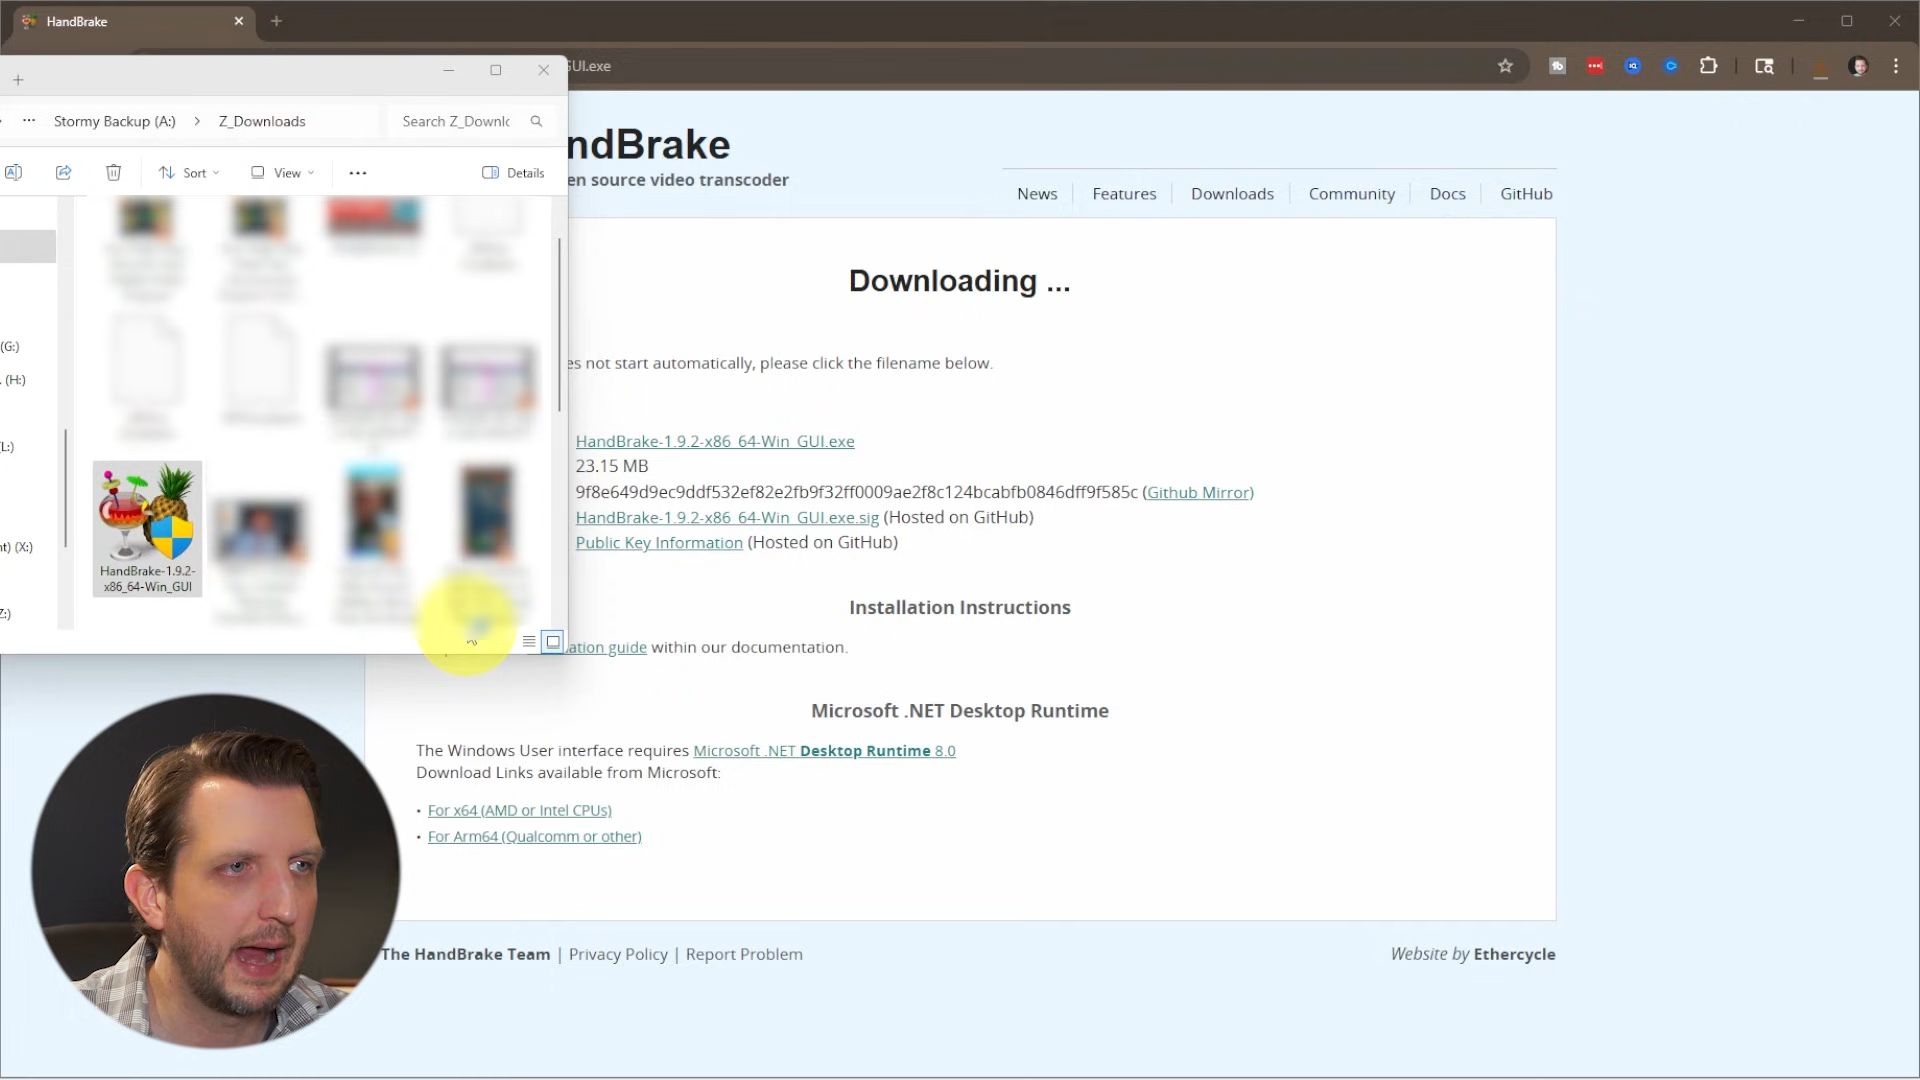 HandBrake
GUI.exe
Stormy Backup (A:) > Z_Downloads
Search Z_Downlo
Sort
View
Details
(G:)
. (H:)
(L:)
nt) (X:)
Z:)
HandBrake-1.9.2-
x86_64-Win_GUI
ndBrake
en source video transcoder
News
Features
Downloads
Community
Docs
GitHub
Downloading ...
es not start automatically, please click the filename below.
HandBrake-1.9.2-x86_64-Win_GUI.exe
23.15 MB
9f8e649d9ec9ddf532ef82e2fb9f32ff0009ae2f8c124bcabfb0846dff9f585c (Github Mirror)
HandBrake-1.9.2-x86_64-Win_GUI.exe.sig (Hosted on GitHub)
Public Key Information (Hosted on GitHub)
Installation Instructions
ation guide within our documentation.
Microsoft .NET Desktop Runtime
The Windows User interface requires Microsoft .NET Desktop Runtime 8.0
Download Links available from Microsoft:
• For x64 (AMD or Intel CPUs)
• For Arm64 (Qualcomm or other)
The HandBrake Team | Privacy Policy | Report Problem
Website by Ethercycle